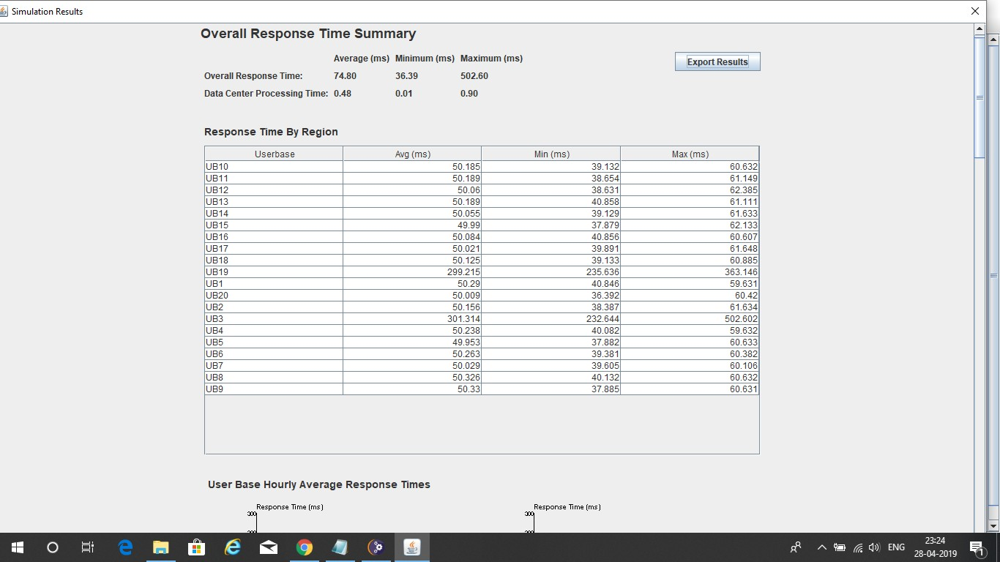 Simulation Results
Overall Response Time Summary
Average (ms) Minimum (ms) Maximum (ms)
Export Results
Overall Response Time: 74.80 36.39 502.60
Data Center Processing Time: 0.48 0.01 0.90
Response Time By Region
Userbase Avg (ms) Min (ms) Max (ms)
UB10 50.185 39.132 60.632
UB11 50.189 38.654 61.149
UB12 50.06 38.631 62.385
UB13 50.189 40.858 61.111
UB14 50.055 39.129 61.633
UB15 49.99 37.879 62.133
UB16 50.084 40.856 60.607
UB17 50.021 39.891 61.648
UB18 50.125 39.133 60.885
UB19 299.215 235.636 363.146
UB1 50.29 40.846 59.631
UB20 50.009 36.392 60.42
UB2 50.156 38.387 61.634
UB3 301.314 232.644 502.602
UB4 50.238 40.082 59.632
UB5 49.953 37.882 60.633
UB6 50.263 39.381 60.382
UB7 50.029 39.605 60.106
UB8 50.326 40.132 60.632
UB9 50.33 37.885 60.631
User Base Hourly Average Response Times
Response Time (ms) Response Time (ms)
300 300
ENG
23:24
28-04-2019
1